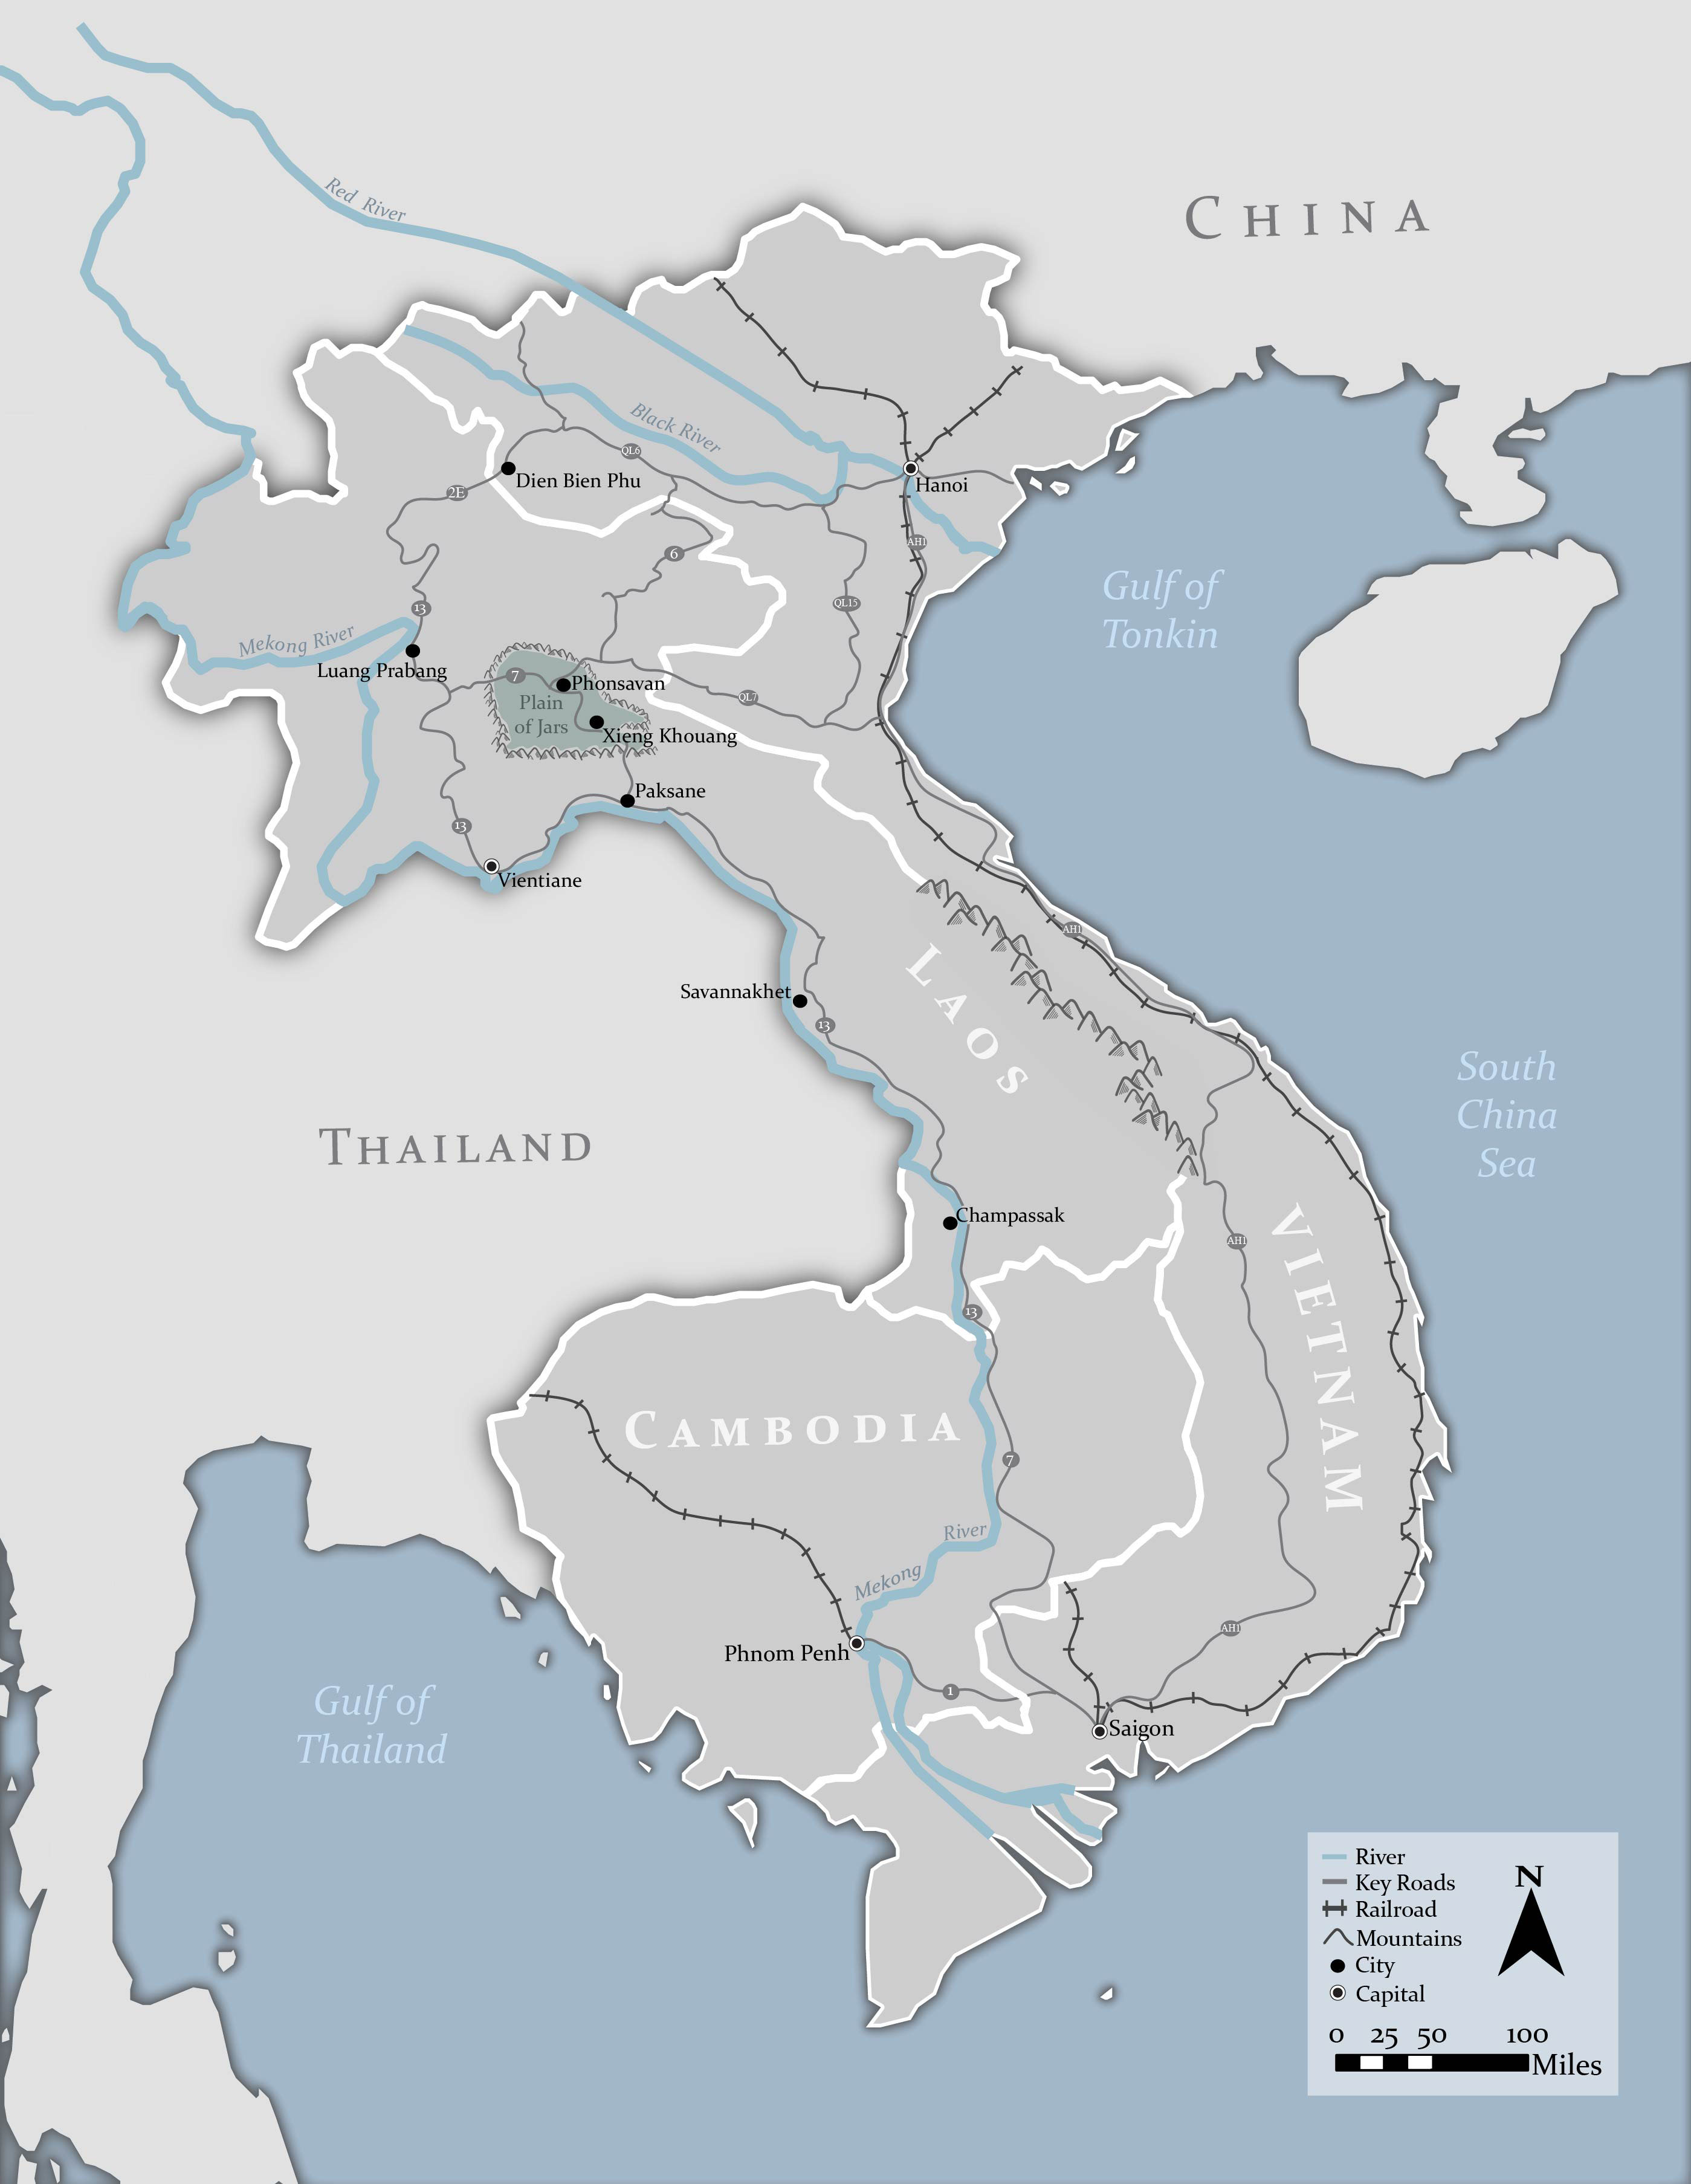 Red River
CHINA
Black River
QL6
Dien Bien Phu
Hanoi
2E
AH1
6
QL15
Gulf of
Tonkin
13
Mekong River
Luang Prabang
7
Phonsavan
Plain
of Jars
QL7
Xieng Khouang
Paksane
13
Vientiane
AH1
LAOS
Savannakhet
13
South
China
Sea
THAILAND
Champassak
AH1
VIETNAM
13
CAMBODIA
7
Mekong River
AH1
Phnom Penh
1
Saigon
Gulf of
Thailand
River
Key Roads
Railroad
Mountains
City
Capital
N
0 25 50 100
Miles